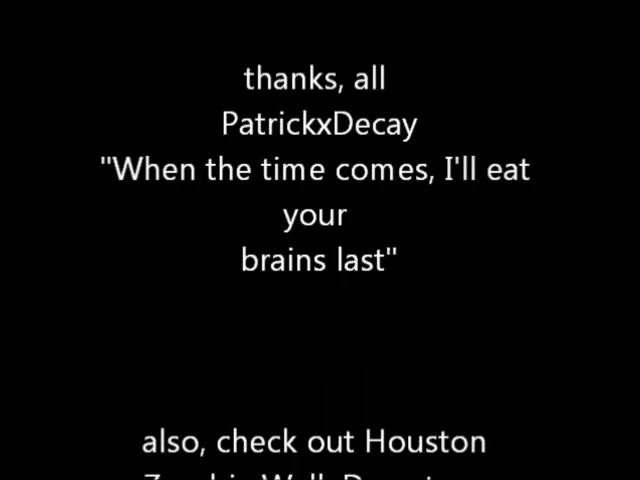 thanks, all
PatrickxDecay
"When the time comes, I'll eat
your
brains last"
also, check out Houston